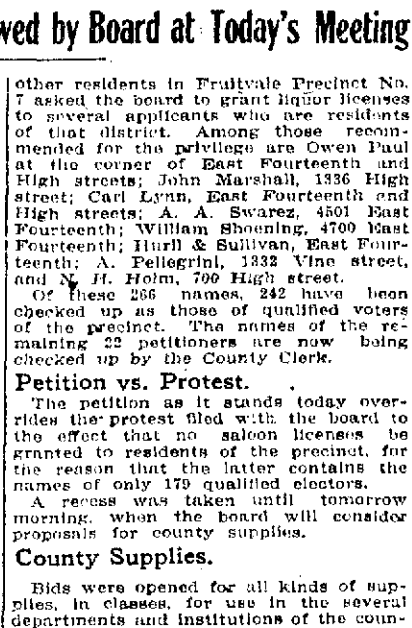 wed by Board at Today's Meeting
other residents in Fruitvale Precinct No.
7 asked the board to grant liquor licenses
to several applicants who are residents
of that district. Among those recom-
mended for the privilege are Owen Paul
at the corner of East Fourteenth and
High streets; John Marshall, 1336 High
street; Carl Lynn, East Fourteenth and
High streets; A. A. Swarez, 4501 East
Fourteenth; William Shoening, 4700 East
Fourteenth; & Sullivan, East Four-
teenth; A. Pellegrini, 1332 Vine street,
and N. H. Holm, 700 High street.
Of these 266 names, 242 have been
checked up as those of qualified voters
of the precinct. The names of the re-
maining 22 petitioners are now being
checked up by the County Clerk.
Petition vs. Protest.
The petition as it stands today over-
rides the protest filed with the board to
the effect that no saloon licenses be
granted to residents of the precinct, for
the reason that the latter contains the
names of only 179 qualified electors.
A recess was taken until tomorrow
morning, when the board will consider
proposals for county supplies.
County Supplies.
Bids were opened for all kinds of sup-
plies, in classes, for use in the several
departments and institutions of the coun-